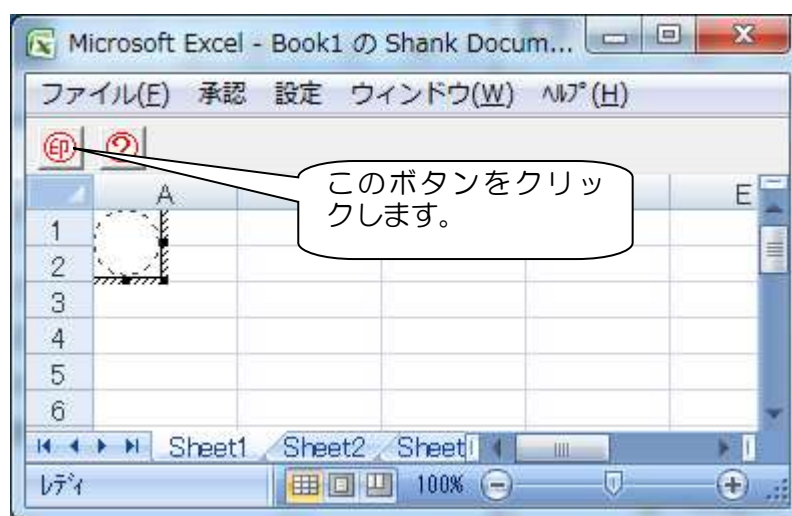 Microsoft Excel - Book1 の Shank Docum...
ファイル(F) 承認 設定 ウィンドウ(W) ﾍﾙﾌﾟ(H)
印 ?
このボタンをクリッ
クします。
A E
1
2
3
4
5
6
Sheet1 Sheet2 Sheet
ﾚﾃﾞｨ 100%